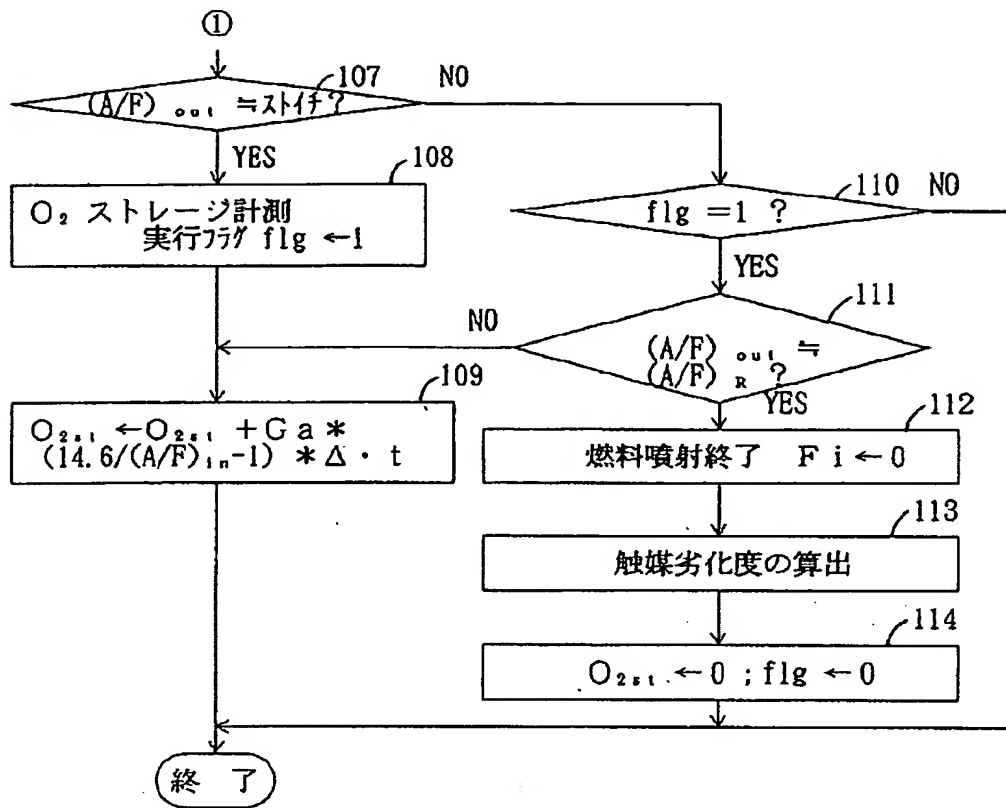 ①
107
(A/F) out ≒ストイチ?
NO
YES
108
O₂ ストレージ計測
実行フラグ flg ←1
110
NO
flg =1 ?
YES
111
NO
(A/F) out ≒
(A/F) R ?
YES
109
O2st ←O2st +Ga*
(14.6/(A/F)in-1) *Δ・t
112
燃料噴射終了 Fi←0
113
触媒劣化度の算出
114
O2st ←0 ;flg ←0
終 了